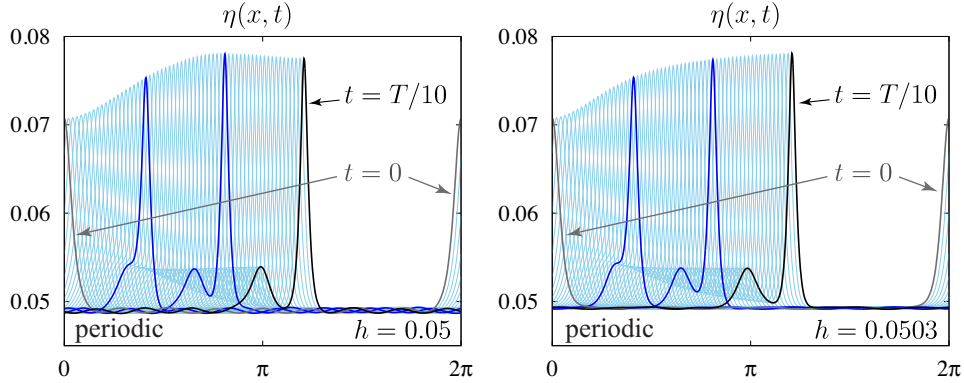 η(x, t)
0.08
0.07
0.06
0.05
t = T/10
t = 0
periodic
h = 0.05
0
π
2π
η(x, t)
0.08
0.07
0.06
0.05
t = T/10
t = 0
periodic
h = 0.0503
0
π
2π